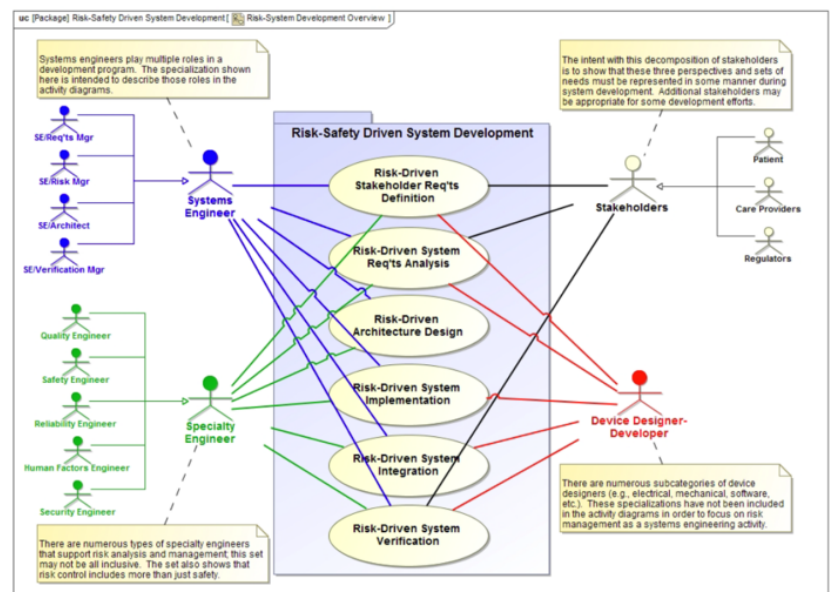 uc [Package] Risk-Safety Driven System Development [ Risk-System Development Overview ]
Systems engineers play multiple roles in a
development program. The specialization shown
here is intended to describe those roles in the
activity diagrams.
The intent with this decomposition of stakeholders
is to show that these three perspectives and sets of
needs must be represented in some manner during
system development. Additional stakeholders may
be appropriate for some development efforts.
Risk-Safety Driven System Development
SE/Req'ts Mgr
SE/Risk Mgr
SE/Architect
SE/Verification Mgr
Systems
Engineer
Risk-Driven
Stakeholder Req'ts
Definition
Risk-Driven System
Req'ts Analysis
Risk-Driven
Architecture Design
Risk-Driven System
Implementation
Risk-Driven System
Integration
Risk-Driven System
Verification
Stakeholders
Patient
Care Providers
Regulators
Quality Engineer
Safety Engineer
Reliability Engineer
Human Factors Engineer
Security Engineer
Specialty
Engineer
Device Designer-
Developer
There are numerous types of specialty engineers
that support risk analysis and management; this set
may not be all inclusive. The set also shows that
risk control includes more than just safety.
There are numerous subcategories of device
designers (e.g., electrical, mechanical, software,
etc.). These specializations have not been included
in the activity diagrams in order to focus on risk
management as a systems engineering activity.